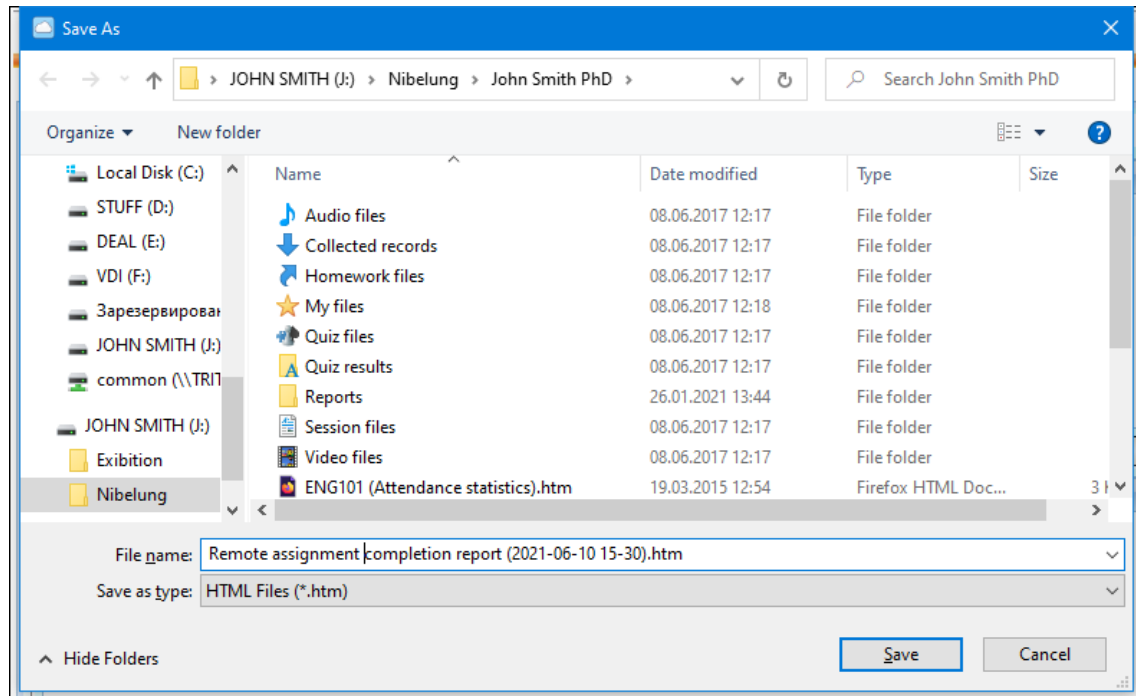 Save As
JOHN SMITH (J:) › Nibelung › John Smith PhD ›
Search John Smith PhD
Organize New folder
?
Name Date modified Type Size
Local Disk (C:)
STUFF (D:)
DEAL (E:)
VDI (F:)
Зарезервирован
JOHN SMITH (J:)
common (\\TRIT
JOHN SMITH (J:)
Exibition
Nibelung
Audio files 08.06.2017 12:17 File folder
Collected records 08.06.2017 12:17 File folder
Homework files 08.06.2017 12:17 File folder
My files 08.06.2017 12:18 File folder
Quiz files 08.06.2017 12:17 File folder
Quiz results 08.06.2017 12:17 File folder
Reports 26.01.2021 13:44 File folder
Session files 08.06.2017 12:17 File folder
Video files 08.06.2017 12:17 File folder
ENG101 (Attendance statistics).htm 19.03.2015 12:54 Firefox HTML Doc... 3
File name: Remote assignment completion report (2021-06-10 15-30).htm
Save as type: HTML Files (*.htm)
Hide Folders
Save Cancel